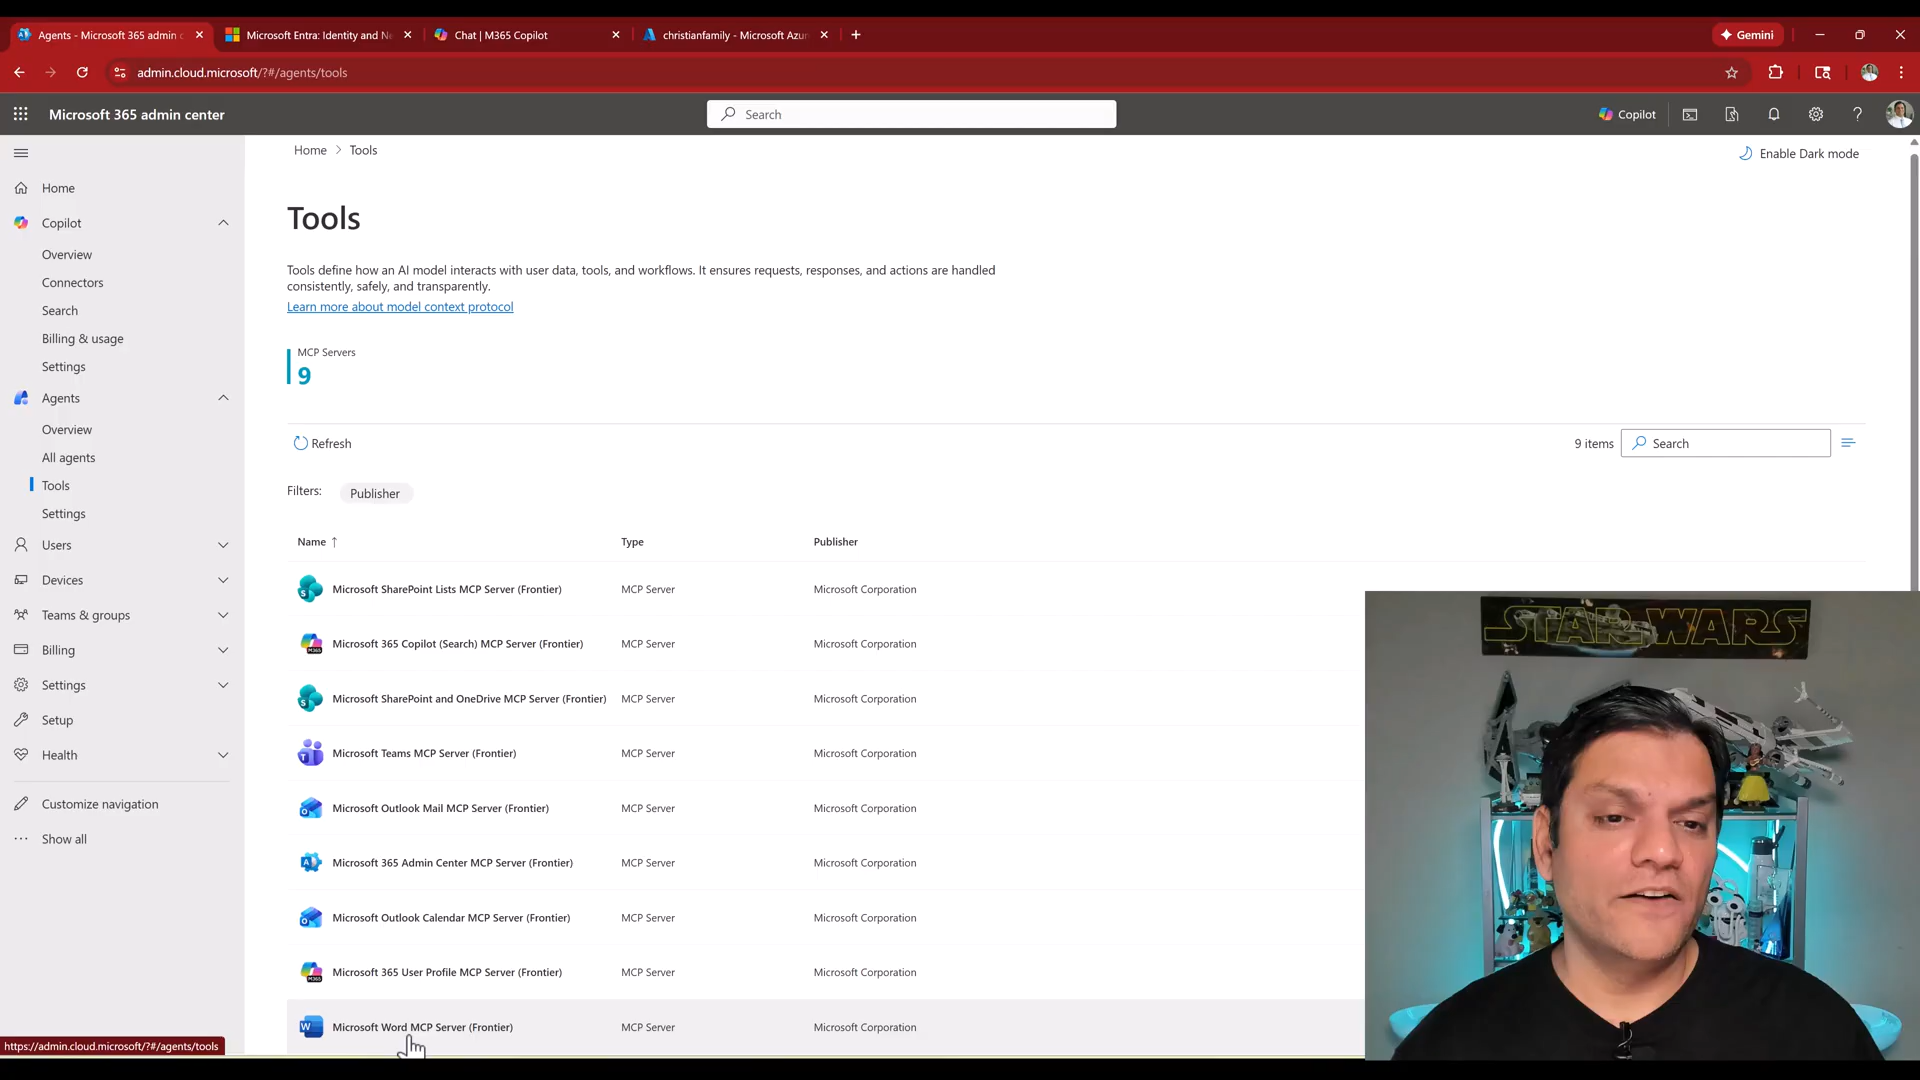 Agents - Microsoft 365 admin c
Microsoft Entra: Identity and Ne
Chat | M365 Copilot
christianfamily - Microsoft Azur
Gemini
admin.cloud.microsoft/?#/agents/tools
Microsoft 365 admin center
Search
Copilot
Home > Tools
Enable Dark mode
Home
Copilot
Overview
Connectors
Search
Billing & usage
Settings
Agents
Overview
All agents
Tools
Settings
Users
Devices
Teams & groups
Billing
Settings
Setup
Health
Customize navigation
Show all
https://admin.cloud.microsoft/?#/agents/tools
Tools
Tools define how an AI model interacts with user data, tools, and workflows. It ensures requests, responses, and actions are handled
consistently, safely, and transparently.
Learn more about model context protocol
MCP Servers
9
Refresh
9 items
Search
Filters:
Publisher
Name ↑ Type Publisher
Microsoft SharePoint Lists MCP Server (Frontier) MCP Server Microsoft Corporation
Microsoft 365 Copilot (Search) MCP Server (Frontier) MCP Server Microsoft Corporation
Microsoft SharePoint and OneDrive MCP Server (Frontier) MCP Server Microsoft Corporation
Microsoft Teams MCP Server (Frontier) MCP Server Microsoft Corporation
Microsoft Outlook Mail MCP Server (Frontier) MCP Server Microsoft Corporation
Microsoft 365 Admin Center MCP Server (Frontier) MCP Server Microsoft Corporation
Microsoft Outlook Calendar MCP Server (Frontier) MCP Server Microsoft Corporation
Microsoft 365 User Profile MCP Server (Frontier) MCP Server Microsoft Corporation
Microsoft Word MCP Server (Frontier) MCP Server Microsoft Corporation
STAR WARS